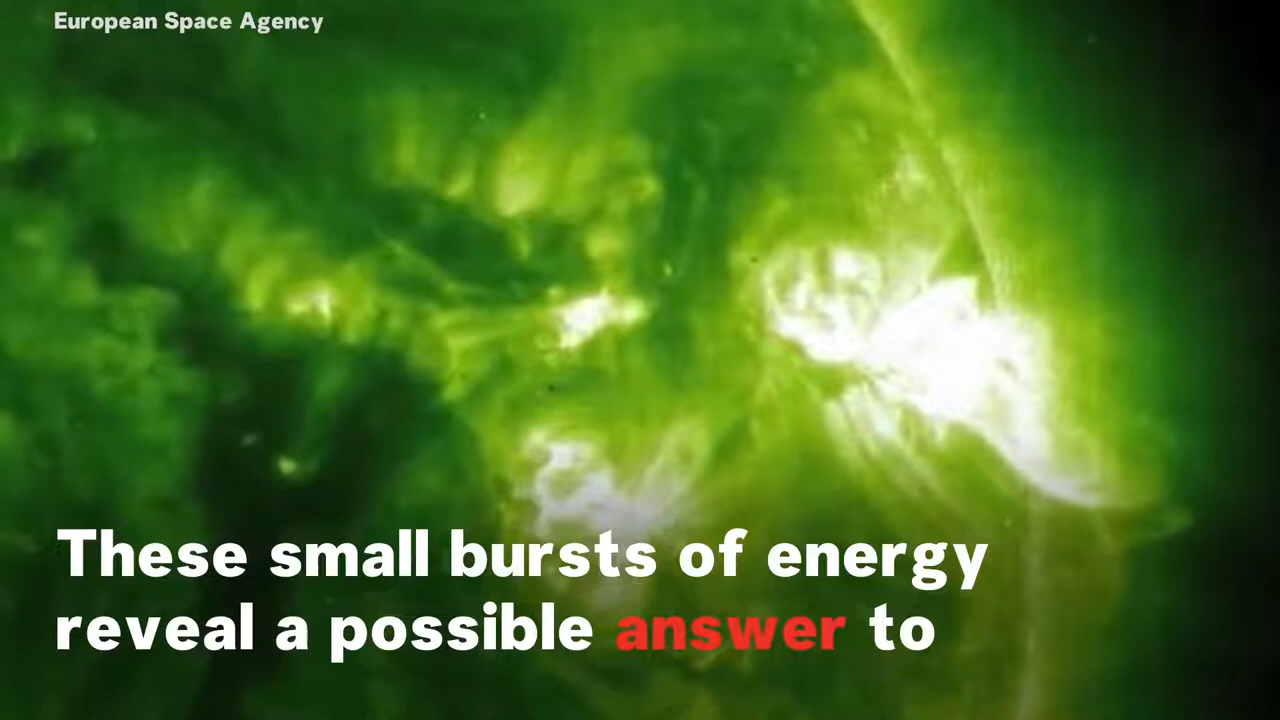 European Space Agency
These small bursts of energy
reveal a possible answer to